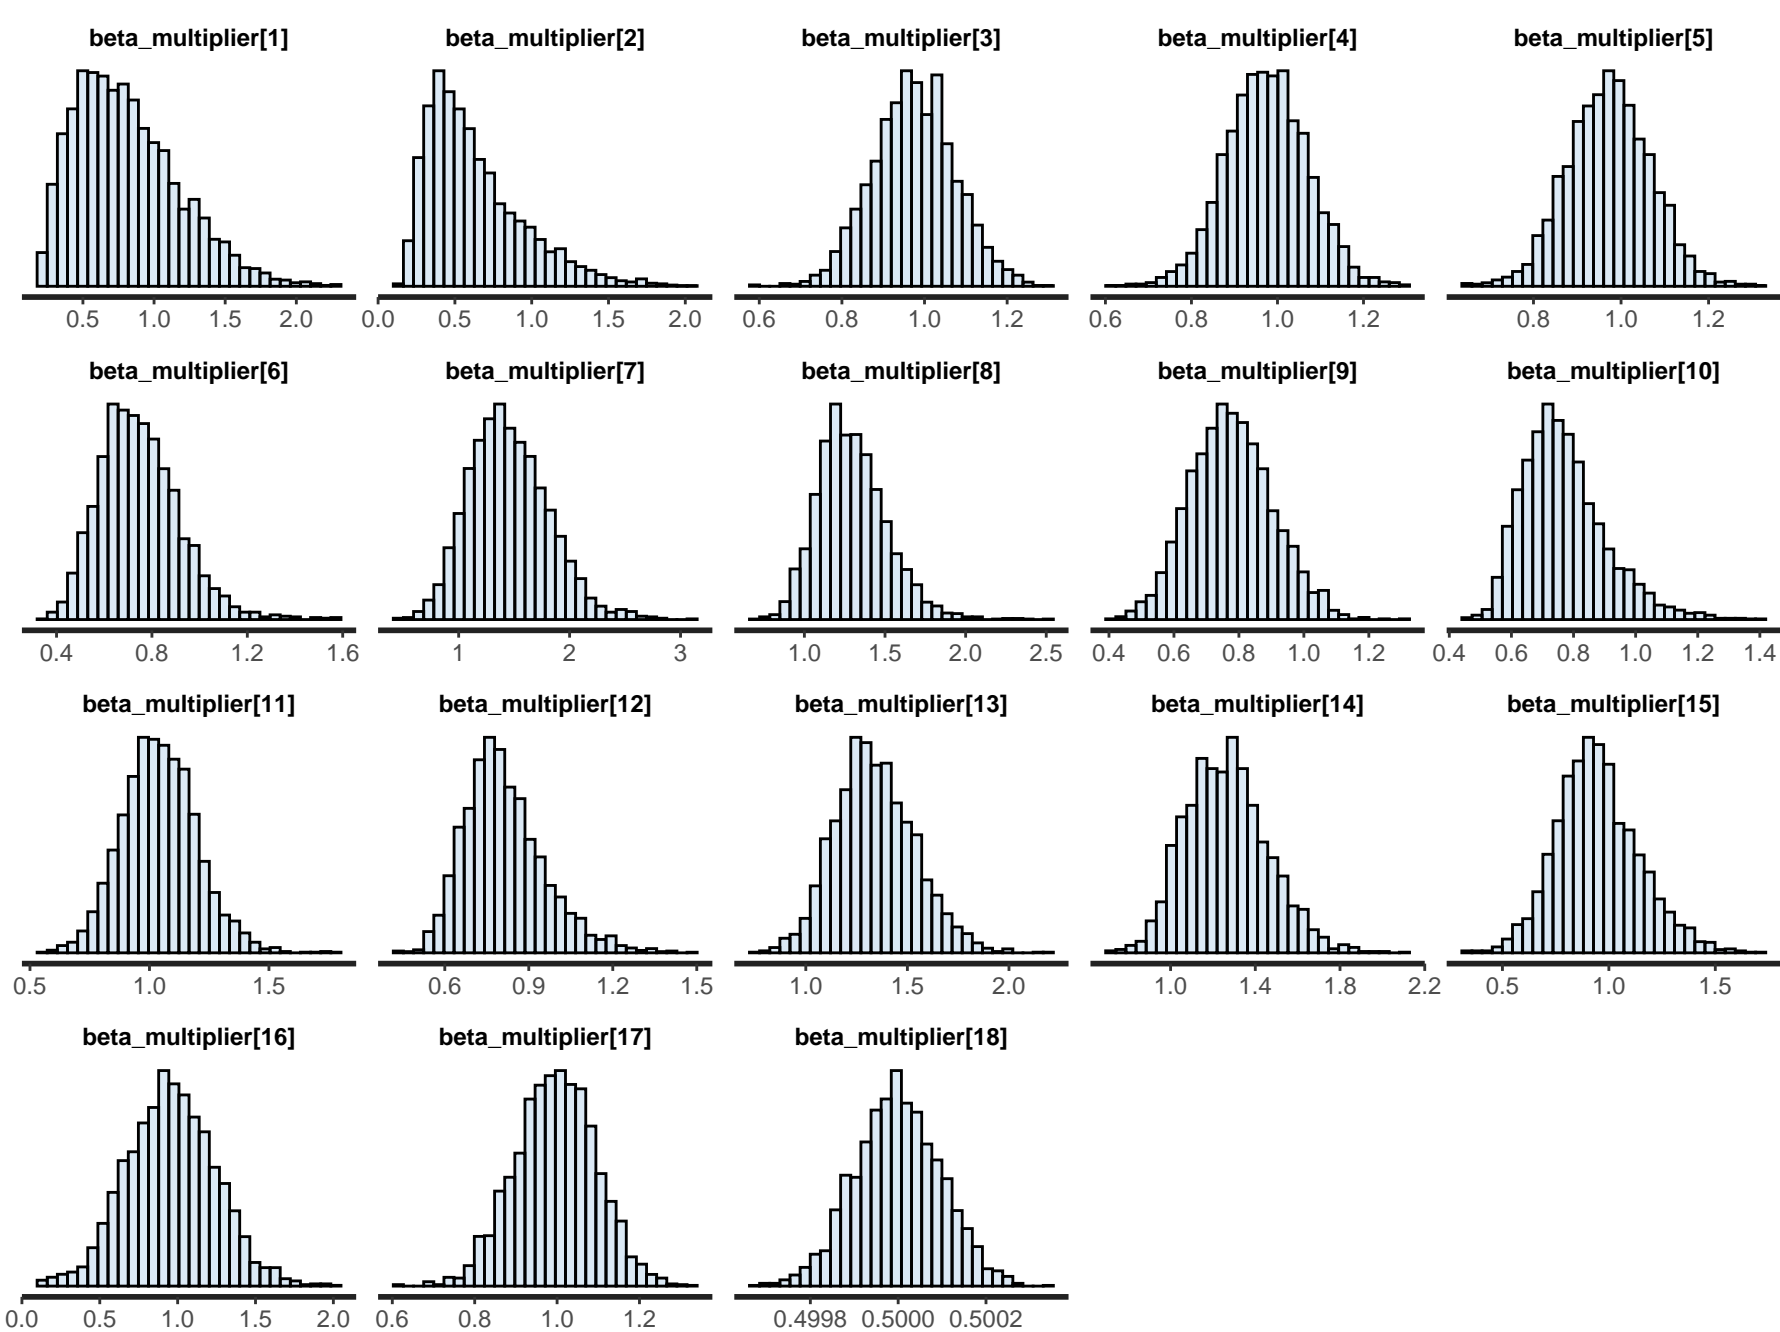 beta_multiplier[1] beta_multiplier[2] beta_multiplier[3] beta_multiplier[4] beta_multiplier[5]
0.5 1.0 1.5 2.0 0.0 0.5 1.0 1.5 2.0 0.6 0.8 1.0 1.2 0.6 0.8 1.0 1.2 0.8 1.0 1.2
beta_multiplier[6] beta_multiplier[7] beta_multiplier[8] beta_multiplier[9] beta_multiplier[10]
0.4 0.8 1.2 1.6 1 2 3 1.0 1.5 2.0 2.5 0.4 0.6 0.8 1.0 1.2 0.4 0.6 0.8 1.0 1.2 1.4
beta_multiplier[11] beta_multiplier[12] beta_multiplier[13] beta_multiplier[14] beta_multiplier[15]
0.5 1.0 1.5 0.6 0.9 1.2 1.5 1.0 1.5 2.0 1.0 1.4 1.8 2.2 0.5 1.0 1.5
beta_multiplier[16] beta_multiplier[17] beta_multiplier[18]
0.0 0.5 1.0 1.5 2.0 0.6 0.8 1.0 1.2 0.4998 0.5000 0.5002